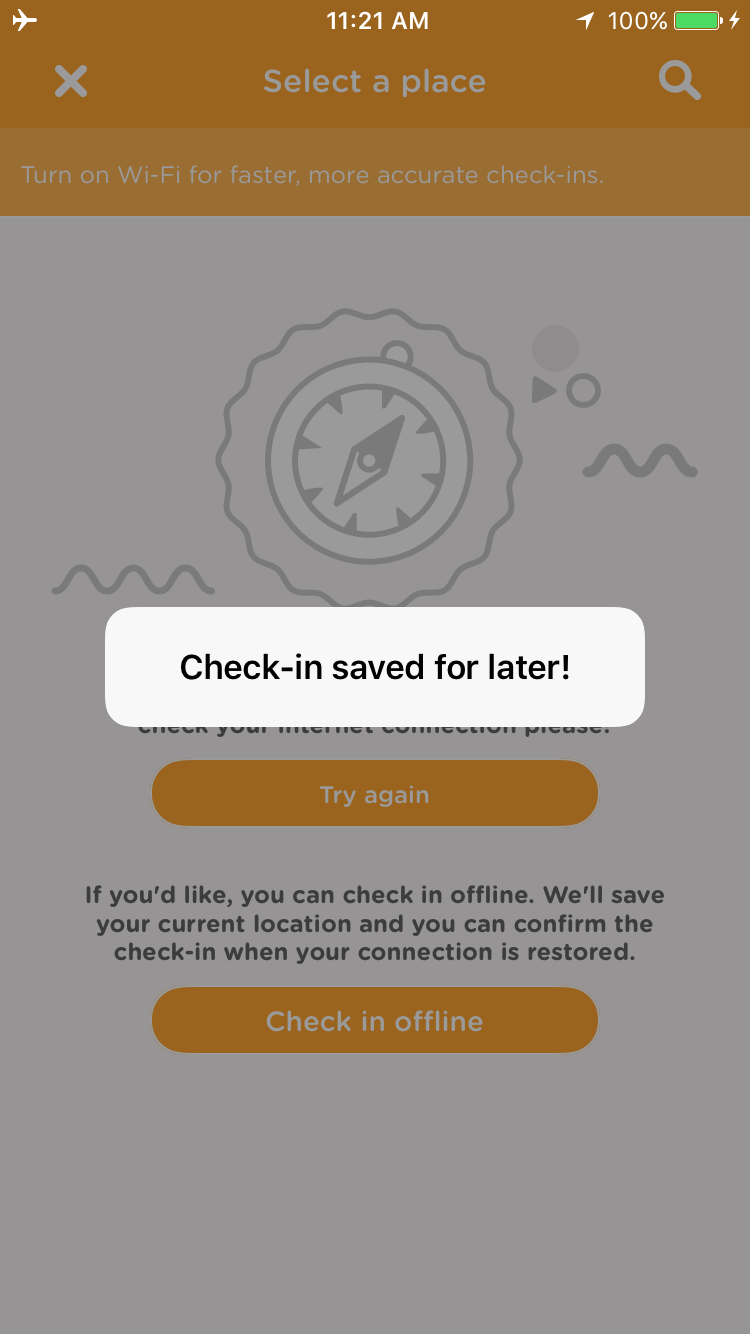 11:21 AM
100%
Select a place
Turn on Wi-Fi for faster, more accurate check-ins.
Check-in saved for later!
check your internet connection please!
Try again
If you'd like, you can check in offline. We'll save
your current location and you can confirm the
check-in when your connection is restored.
Check in offline